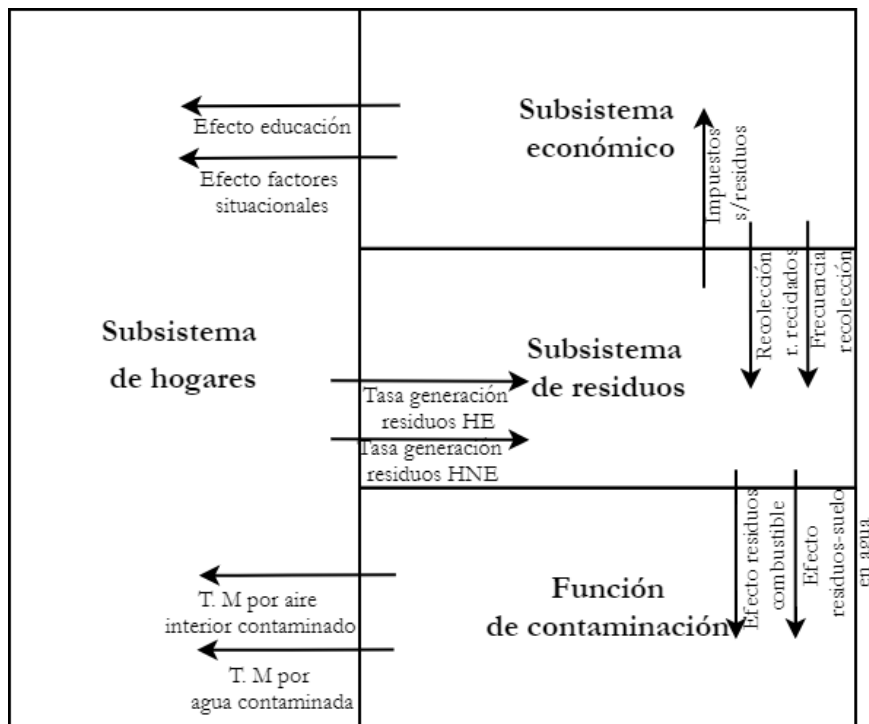 Efecto educación
Efecto factores
situacionales
Subsistema
económico
Impuestos
s/residuos
Recolección
r. recidados
Frecuencia
recolección
Subsistema
de hogares
Subsistema
de residuos
Tasa generación
residuos HE
Tasa generación
residuos HNE
Efecto residuos
combustible
Efecto
residuos-suelo
en agua
Función
de contaminación
T. M por aire
interior contaminado
T. M por
agua contaminada